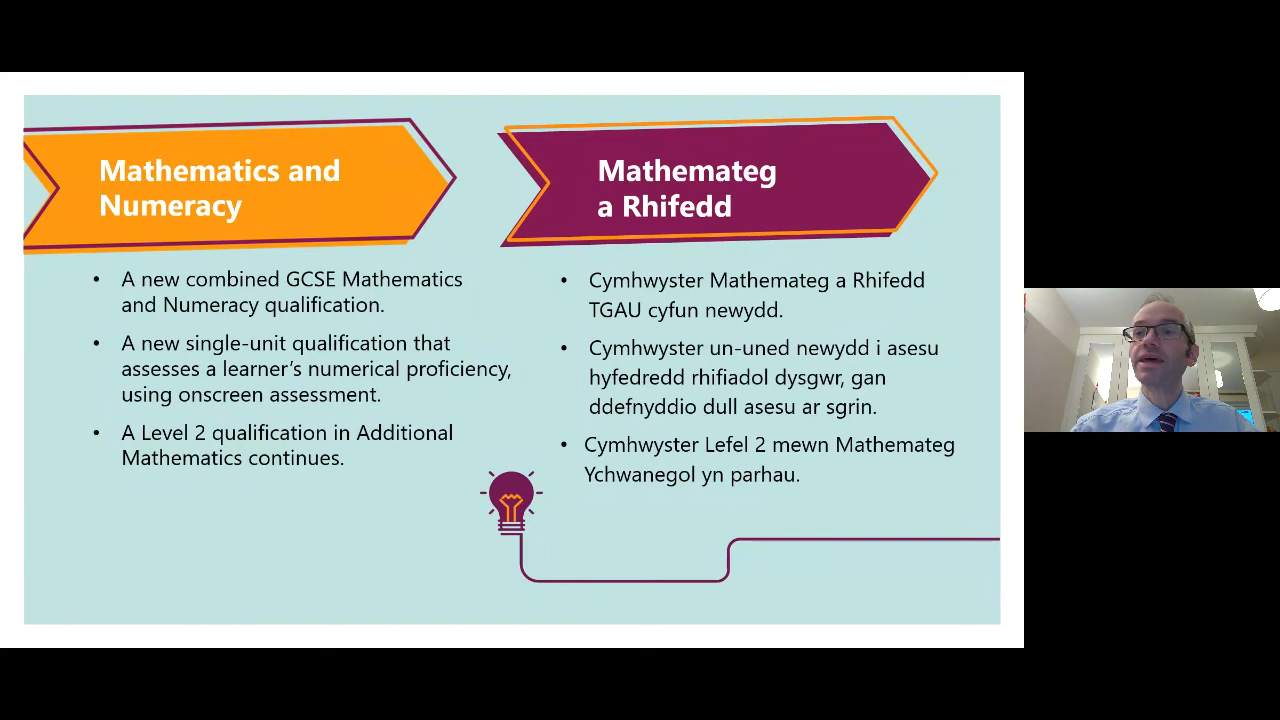 Mathematics and
Numeracy
• A new combined GCSE Mathematics
and Numeracy qualification.
• A new single-unit qualification that
assesses a learner’s numerical proficiency,
using onscreen assessment.
• A Level 2 qualification in Additional
Mathematics continues.
Mathemateg
a Rhifedd
• Cymhwyster Mathemateg a Rhifedd
TGAU cyfun newydd.
• Cymhwyster un-uned newydd i asesu
hyfedredd rhifiadol dysgwr, gan
ddefnyddio dull asesu ar sgrin.
• Cymhwyster Lefel 2 mewn Mathemateg
Ychwanegol yn parhau.